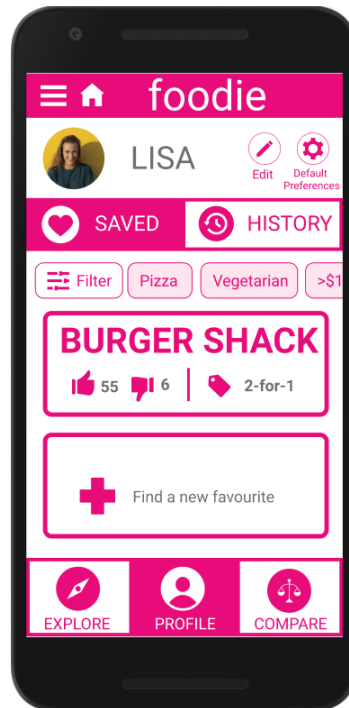 foodie
LISA
Edit
Default
Preferences
SAVED
HISTORY
Filter
Pizza
Vegetarian
>$1
BURGER SHACK
55
6
2-for-1
Find a new favourite
EXPLORE
PROFILE
COMPARE